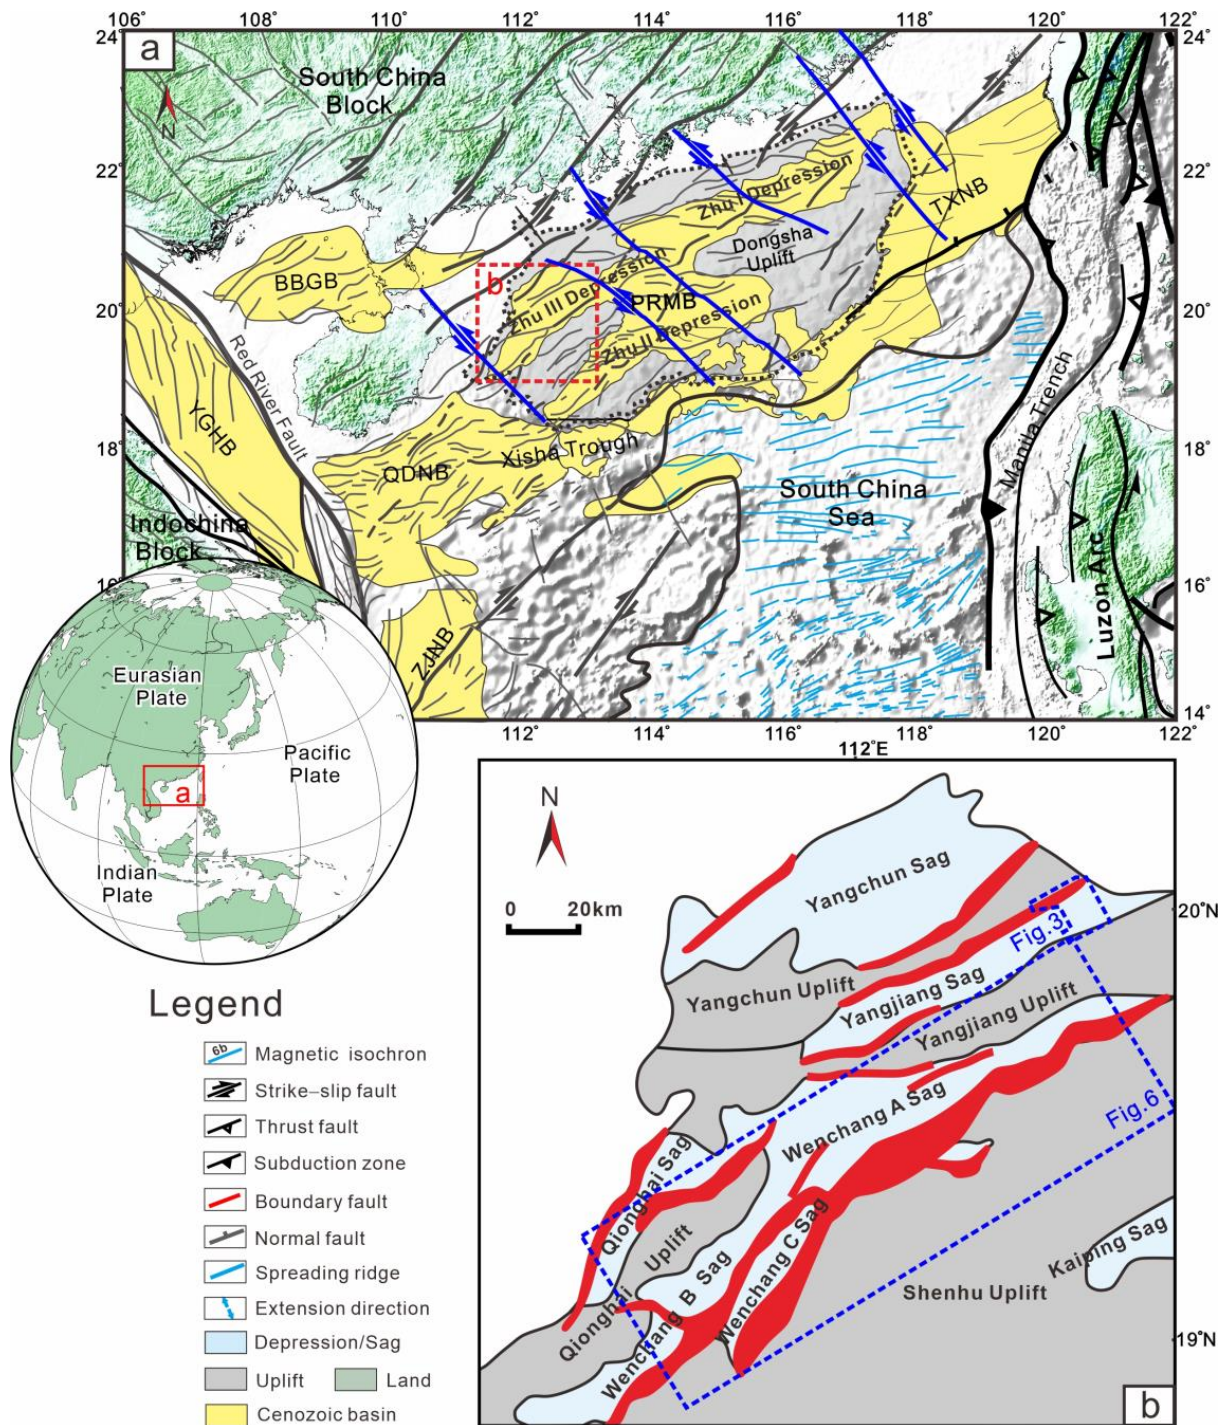 106° 108° 110° 112° 114° 116° 118° 120° 122°
24°
24°
a
N
South China
Block
22°
22°
Zhu I Depression
TXNB
Dongsha
Uplift
BBGB
b
Zhu III Depression
PRMB
20°
20°
Zhu II Depression
Red River Fault
YGHB
Manila Trench
18°
18°
QDNB
Xisha Trough
South China
Sea
Indochina
Block
16°
16°
Luzon Arc
ZJNB
14°
112° 114° 116° 118° 120° 122°
Eurasian
Plate
Pacific
Plate
a
Indian
Plate
112°E
N
0 20km
Yangchun Sag
20°N
Fig.3
Yangchun Uplift
Yangjiang Sag
Yangjiang Uplift
Fig.6
Wenchang A Sag
Qionghai Sag
Qionghai Uplift
Wenchang B Sag
Wenchang C Sag
Kaiping Sag
Shenhu Uplift
19°N
b
Legend
6b Magnetic isochron
Strike–slip fault
Thrust fault
Subduction zone
Boundary fault
Normal fault
Spreading ridge
Extension direction
Depression/Sag
Uplift Land
Cenozoic basin